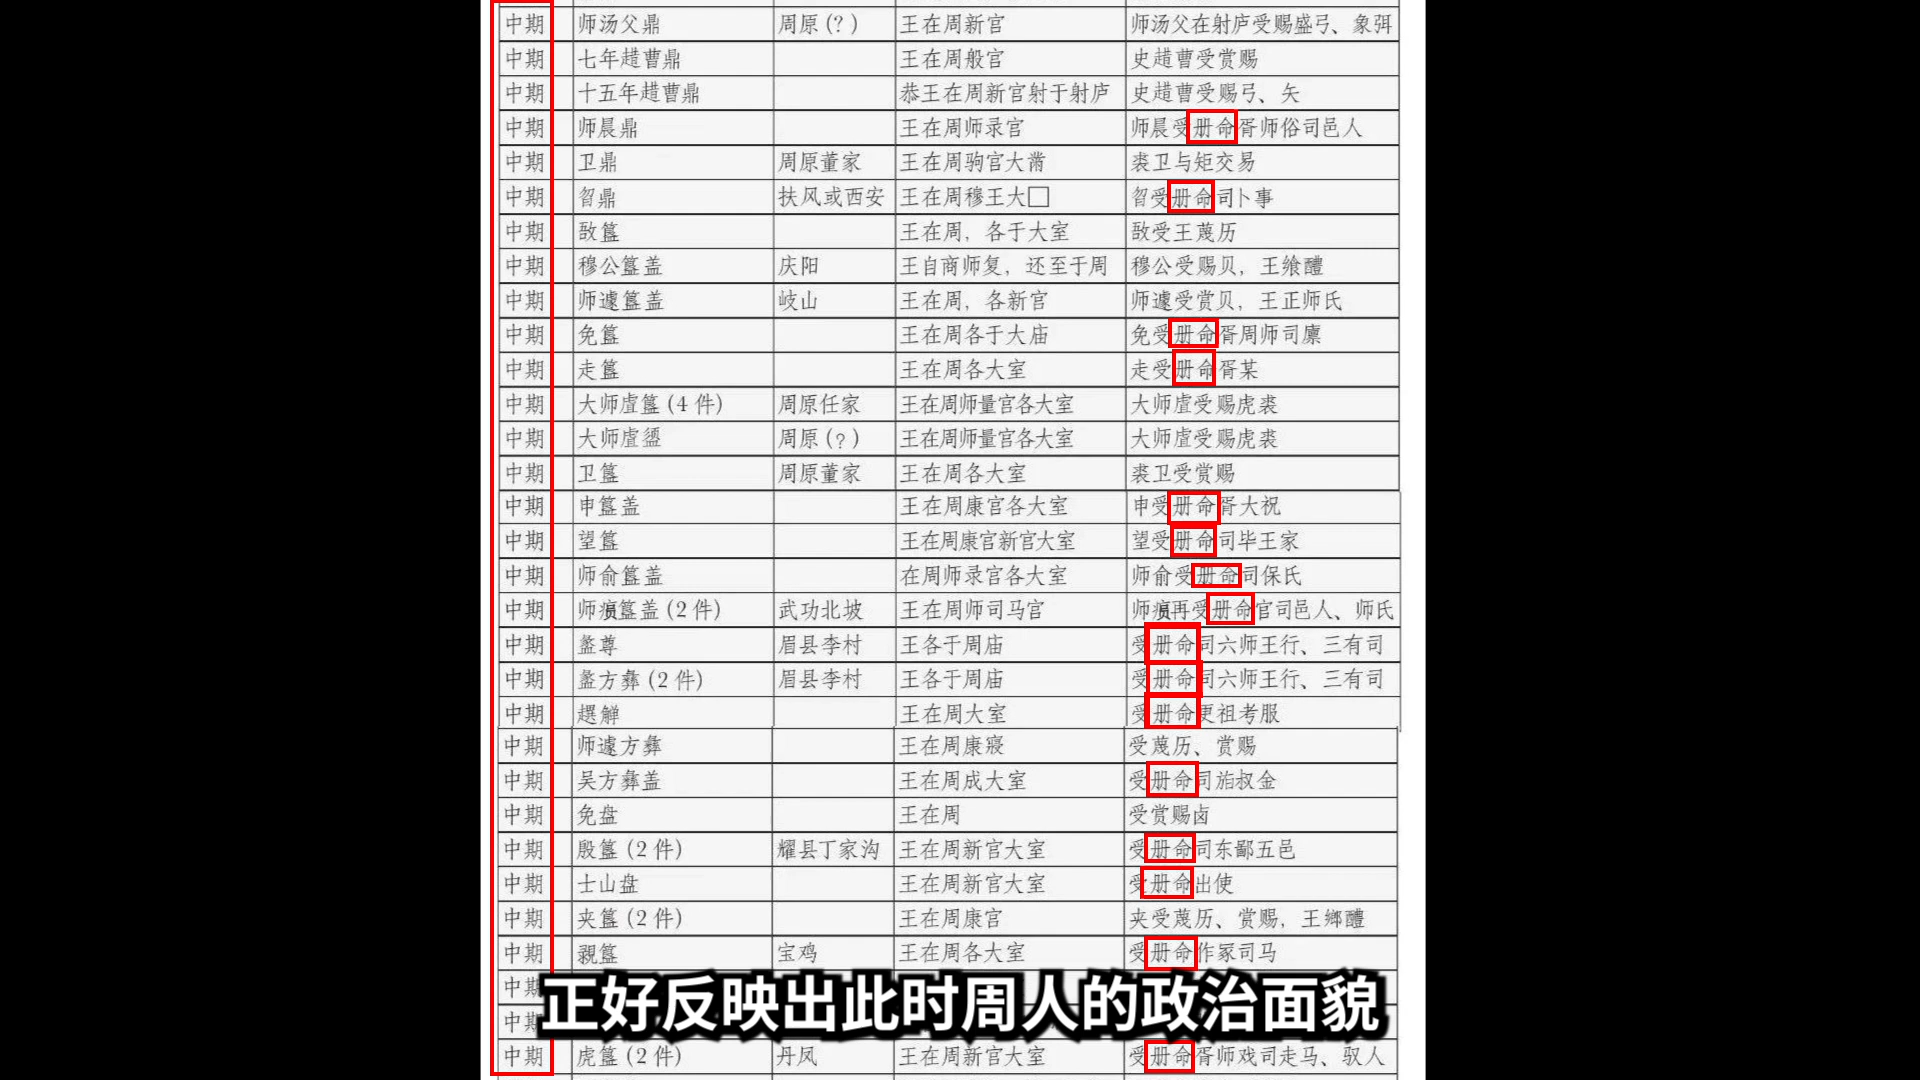 中期 师汤父鼎 周原(?) 王在周新宫 师汤父在射庐受赐盛弓、象弭
中期 七年趞曹鼎 王在周般宫 史趞曹受赏赐
中期 十五年趞曹鼎 恭王在周新宫射于射庐 史趞曹受赐弓、矢
中期 师晨鼎 王在周师录宫 师晨受册命胥师俗司邑人
中期 卫鼎 周原董家 王在周驹宫大 裘卫与矩交易
中期 曶鼎 扶风或西安 王在周穆王大□ 曶受册命司卜事
中期 敔簋 王在周,各于大室 敔受王蔑历
中期 穆公簋盖 庆阳 王自商师复,还至于周 穆公受赐贝,王飨醴
中期 师遽簋盖 岐山 王在周,各新宫 师遽受赏贝,王正师氏
中期 免簋 王在周各于大庙 免受册命胥周师司廪
中期 走簋 王在周各大室 走受册命胥某
中期 大师虘簋(4件) 周原任家 王在周师量宫各大室 大师虘受赐虎裘
中期 大师虘盨 周原(?) 王在周师量宫各大室 大师虘受赐虎裘
中期 卫簋 周原董家 王在周各大室 裘卫受赏赐
中期 申簋盖 王在周康宫各大室 申受册命胥大祝
中期 望簋 王在周康宫新宫大室 望受册命司毕王家
中期 师俞簋盖 在周师录宫各大室 师俞受册命司保氏
中期 师𤸫簋盖(2件) 武功北坡 王在周师司马宫 师𤸫再受册命官司邑人、师氏
中期 盠尊 眉县李村 王各于周庙 受册命司六师王行、三有司
中期 盠方彝(2件) 眉县李村 王各于周庙 受册命司六师王行、三有司
中期 趩觯 王在周大室 受册命更祖考服
中期 师遽方彝 王在周康寝 受蔑历、赏赐
中期 吴方彝盖 王在周成大室 受册命司㫃叔金
中期 免盘 王在周 受赏赐卤
中期 殷簋(2件) 耀县丁家沟 王在周新宫大室 受册命司东鄙五邑
中期 士山盘 王在周新宫大室 受册命出使
中期 夹簋(2件) 王在周康宫 夹受蔑历、赏赐,王鄉醴
中期 親簋 宝鸡 王在周各大室 受册命作冢司马
中期
中期
正好反映出此时周人的政治面貌
中期 虎簋(2件) 丹凤 王在周新宫大室 受册命胥师戏司走马、驭人